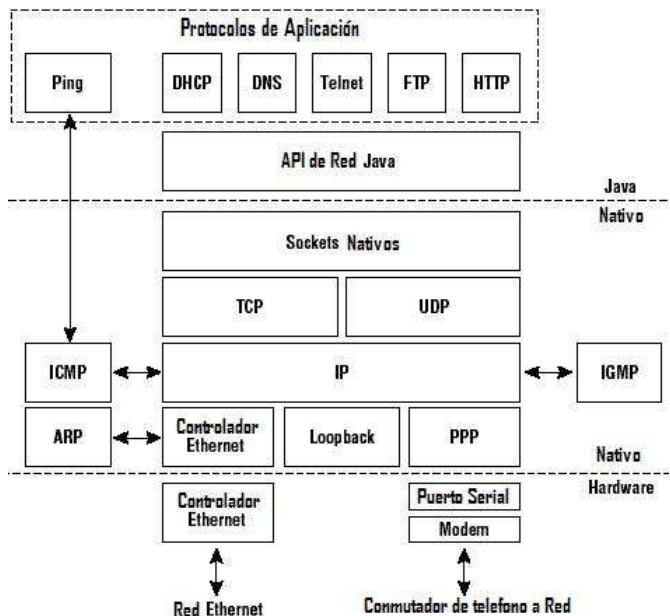 Protocolos de Aplicación
Ping
DHCP
DNS
Telnet
FTP
HTTP
API de Red Java
Java
Nativo
Sockets Nativos
TCP
UDP
ICMP
IP
IGMP
ARP
Controlador
Ethernet
Loopback
PPP
Nativo
Hardware
Controlador
Ethernet
Puerto Serial
Modem
Red Ethernet
Conmutador de telefono a Red